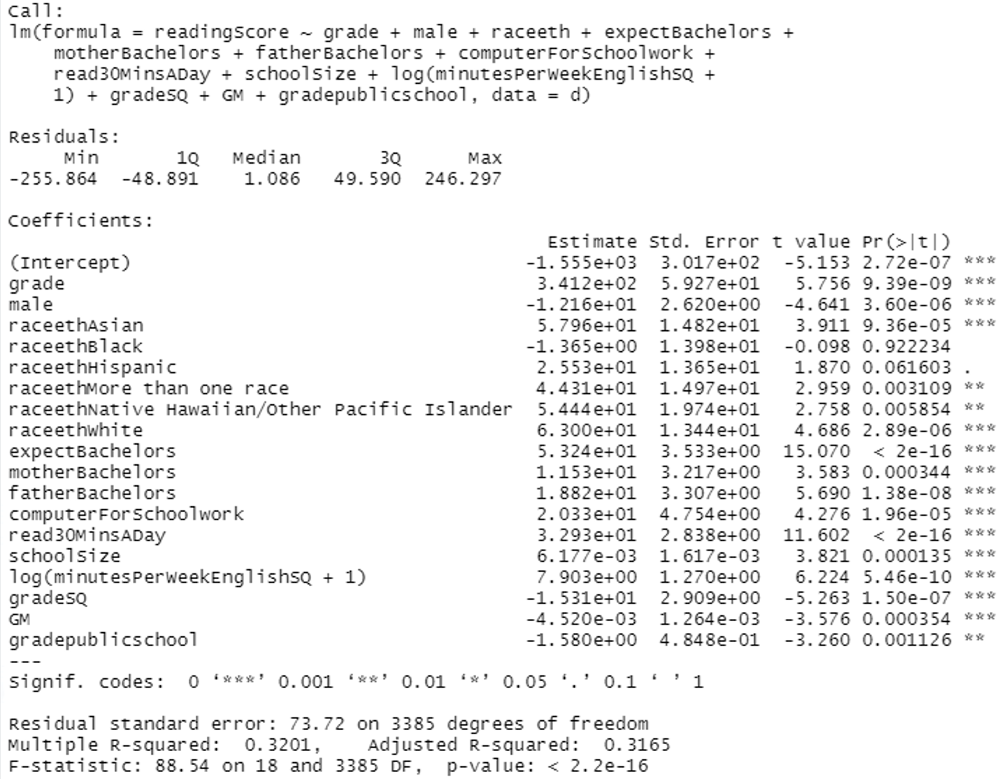 Call:
lm(formula = readingScore ~ grade + male + raceeth + expectBachelors +
    motherBachelors + fatherBachelors + computerForSchoolwork +
    read30MinsADay + schoolSize + log(minutesPerWeekEnglishSQ +
    1) + gradeSQ + GM + gradepublicschool, data = d)

Residuals:
     Min       1Q   Median       3Q      Max
-255.864  -48.891    1.086   49.590  246.297

Coefficients:
                                                Estimate Std. Error t value Pr(>|t|)
(Intercept)                                   -1.555e+03  3.017e+02  -5.153 2.72e-07 ***
grade                                          3.412e+02  5.927e+01   5.756 9.39e-09 ***
male                                          -1.216e+01  2.620e+00  -4.641 3.60e-06 ***
raceethAsian                                   5.796e+01  1.482e+01   3.911 9.36e-05 ***
raceethBlack                                  -1.365e+00  1.398e+01  -0.098 0.922234
raceethHispanic                                2.553e+01  1.365e+01   1.870 0.061603 .
raceethMore than one race                      4.431e+01  1.497e+01   2.959 0.003109 **
raceethNative Hawaiian/Other Pacific Islander  5.444e+01  1.974e+01   2.758 0.005854 **
raceethWhite                                   6.300e+01  1.344e+01   4.686 2.89e-06 ***
expectBachelors                                5.324e+01  3.533e+00  15.070  < 2e-16 ***
motherBachelors                                1.153e+01  3.217e+00   3.583 0.000344 ***
fatherBachelors                                1.882e+01  3.307e+00   5.690 1.38e-08 ***
computerForSchoolwork                          2.033e+01  4.754e+00   4.276 1.96e-05 ***
read30MinsADay                                 3.293e+01  2.838e+00  11.602  < 2e-16 ***
schoolSize                                     6.177e-03  1.617e-03   3.821 0.000135 ***
log(minutesPerWeekEnglishSQ + 1)               7.903e+00  1.270e+00   6.224 5.46e-10 ***
gradeSQ                                       -1.531e+01  2.909e+00  -5.263 1.50e-07 ***
GM                                            -4.520e-03  1.264e-03  -3.576 0.000354 ***
gradepublicschool                             -1.580e+00  4.848e-01  -3.260 0.001126 **
---
Signif. codes:  0 ‘***’ 0.001 ‘**’ 0.01 ‘*’ 0.05 ‘.’ 0.1 ‘ ’ 1

Residual standard error: 73.72 on 3385 degrees of freedom
Multiple R-squared:  0.3201,    Adjusted R-squared:  0.3165
F-statistic: 88.54 on 18 and 3385 DF,  p-value: < 2.2e-16